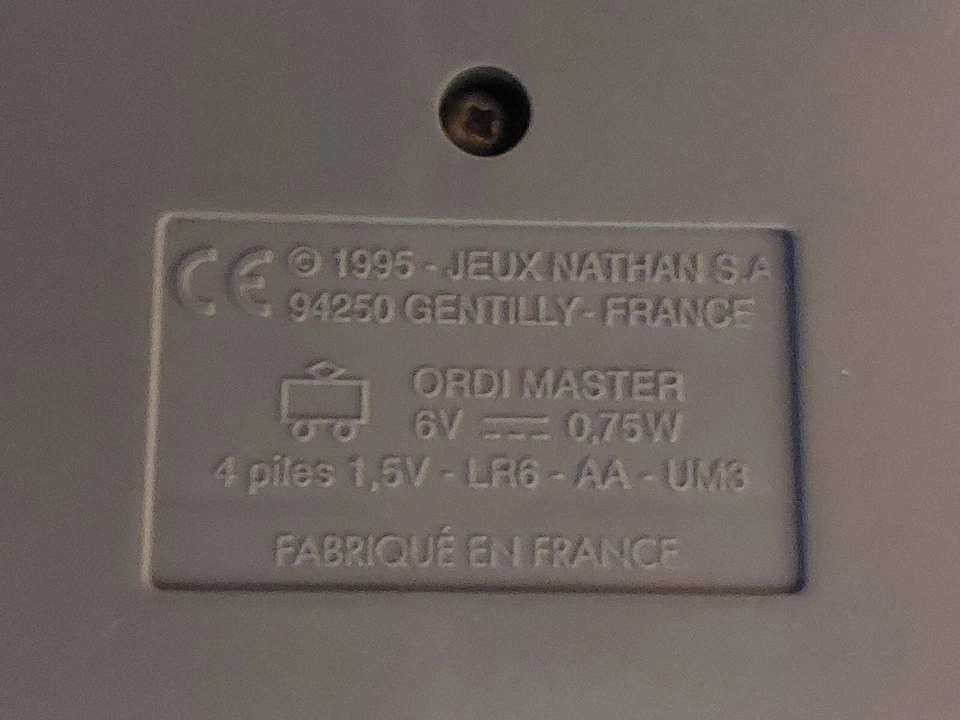 CE © 1995 - JEUX NATHAN S.A
94250 GENTILLY - FRANCE
ORDI MASTER
6V ⎓ 0,75W
4 piles 1,5V - LR6 - AA - UM3
FABRIQUÉ EN FRANCE